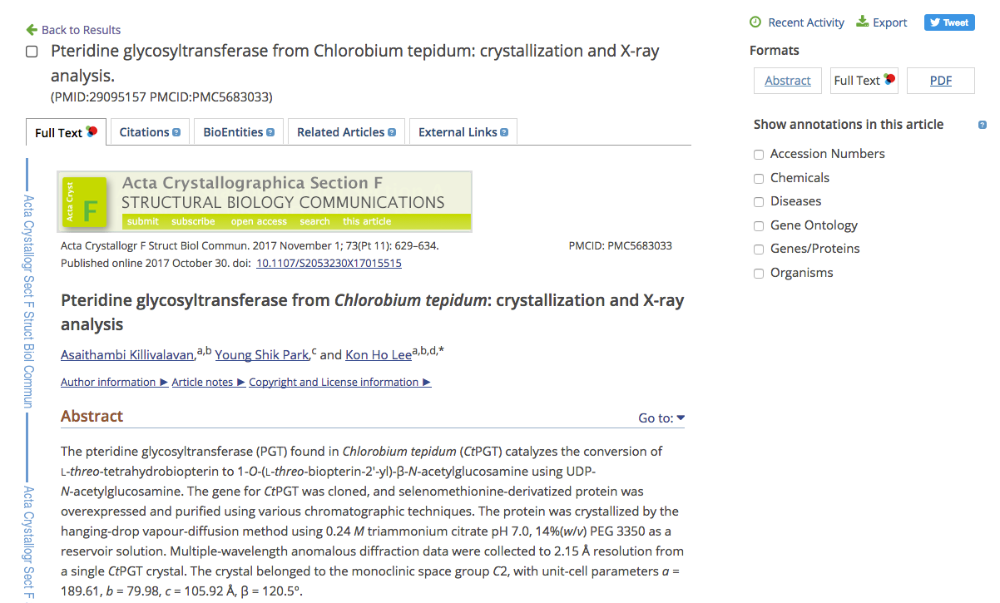 Back to Results
Pteridine glycosyltransferase from Chlorobium tepidum: crystallization and X-ray
analysis.
(PMID:29095157 PMCID:PMC5683033)
Recent Activity Export Tweet
Formats
Abstract Full Text PDF
Full Text Citations ? BioEntities ? Related Articles ? External Links ?
Show annotations in this article ?
Accession Numbers
Chemicals
Diseases
Gene Ontology
Genes/Proteins
Organisms
Acta Crystallogr Sect F Struct Biol Commun
Acta Crystallogr Sect F
Acta Cryst
F
Acta Crystallographica Section F
STRUCTURAL BIOLOGY COMMUNICATIONS
submit subscribe open access search this article
Acta Crystallogr F Struct Biol Commun. 2017 November 1; 73(Pt 11): 629–634. PMCID: PMC5683033
Published online 2017 October 30. doi: 10.1107/S2053230X17015515
Pteridine glycosyltransferase from Chlorobium tepidum: crystallization and X-ray
analysis
Asaithambi Killivalavan,a,b Young Shik Park,c and Kon Ho Leea,b,d,*
Author information ► Article notes ► Copyright and License information ►
Abstract Go to:
The pteridine glycosyltransferase (PGT) found in Chlorobium tepidum (CtPGT) catalyzes the conversion of
L-threo-tetrahydrobiopterin to 1-O-(L-threo-biopterin-2'-yl)-β-N-acetylglucosamine using UDP-
N-acetylglucosamine. The gene for CtPGT was cloned, and selenomethionine-derivatized protein was
overexpressed and purified using various chromatographic techniques. The protein was crystallized by the
hanging-drop vapour-diffusion method using 0.24 M triammonium citrate pH 7.0, 14%(w/v) PEG 3350 as a
reservoir solution. Multiple-wavelength anomalous diffraction data were collected to 2.15 Å resolution from
a single CtPGT crystal. The crystal belonged to the monoclinic space group C2, with unit-cell parameters a =
189.61, b = 79.98, c = 105.92 Å, β = 120.5°.